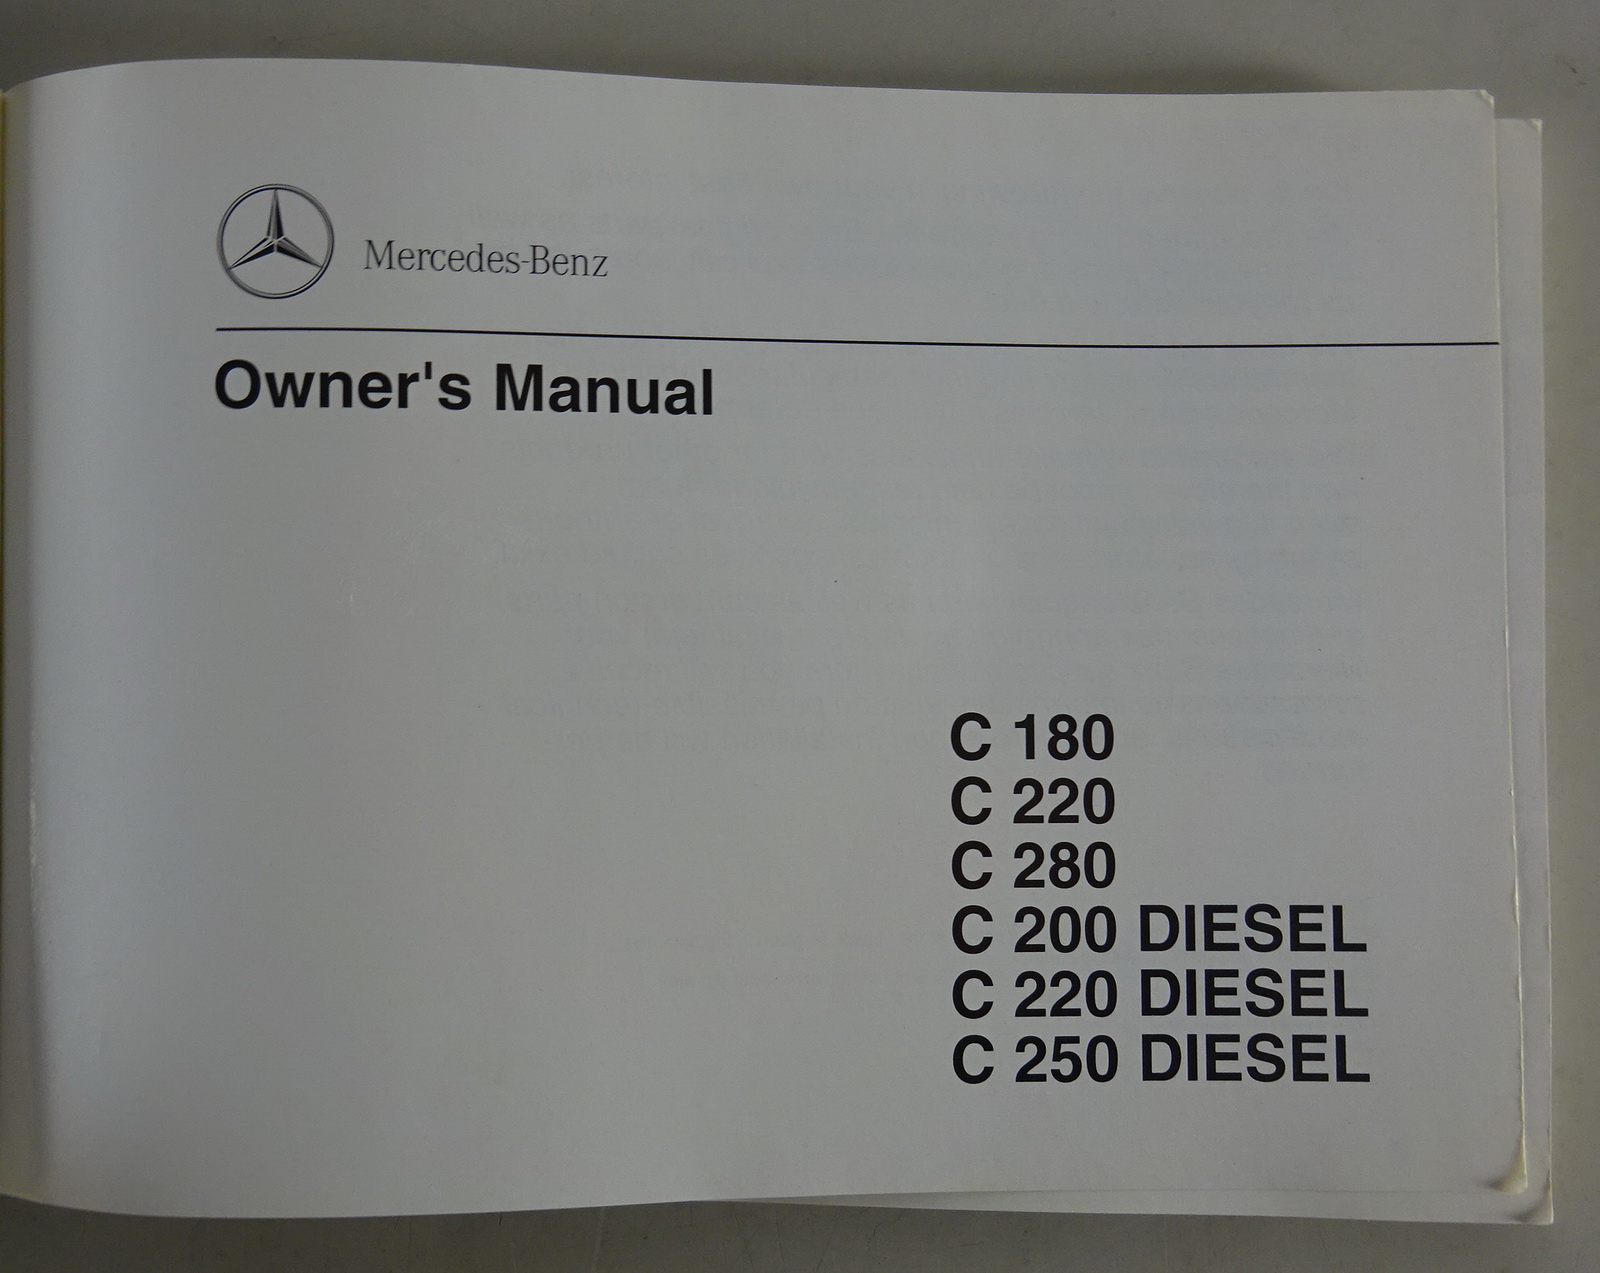 Mercedes-Benz
Owner's Manual
C 180
C 220
C 280
C 200 DIESEL
C 220 DIESEL
C 250 DIESEL